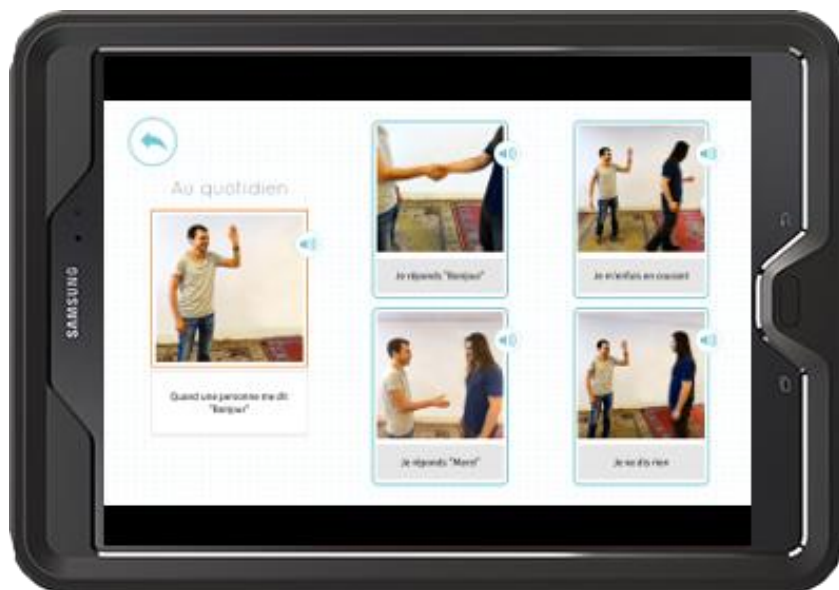 SAMSUNG
Au quotidien
Quand une personne me dit
"Bonjour"
Je réponds "Bonjour"
Je m'enfuis en courant
Je réponds "Merci"
Je ne dis rien